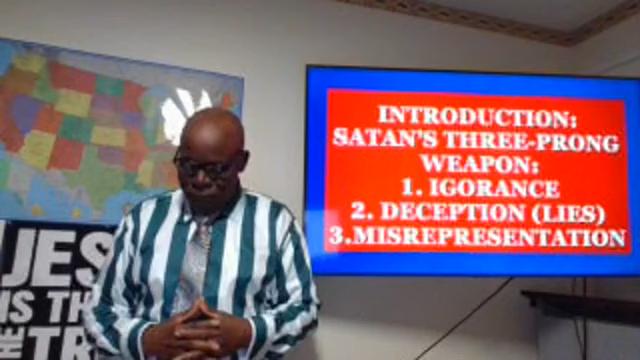 INTRODUCTION:
SATAN'S THREE-PRONG
WEAPON:
1. IGORANCE
2. DECEPTION (LIES)
3.MISREPRESENTATION
JES
IS TH
TR